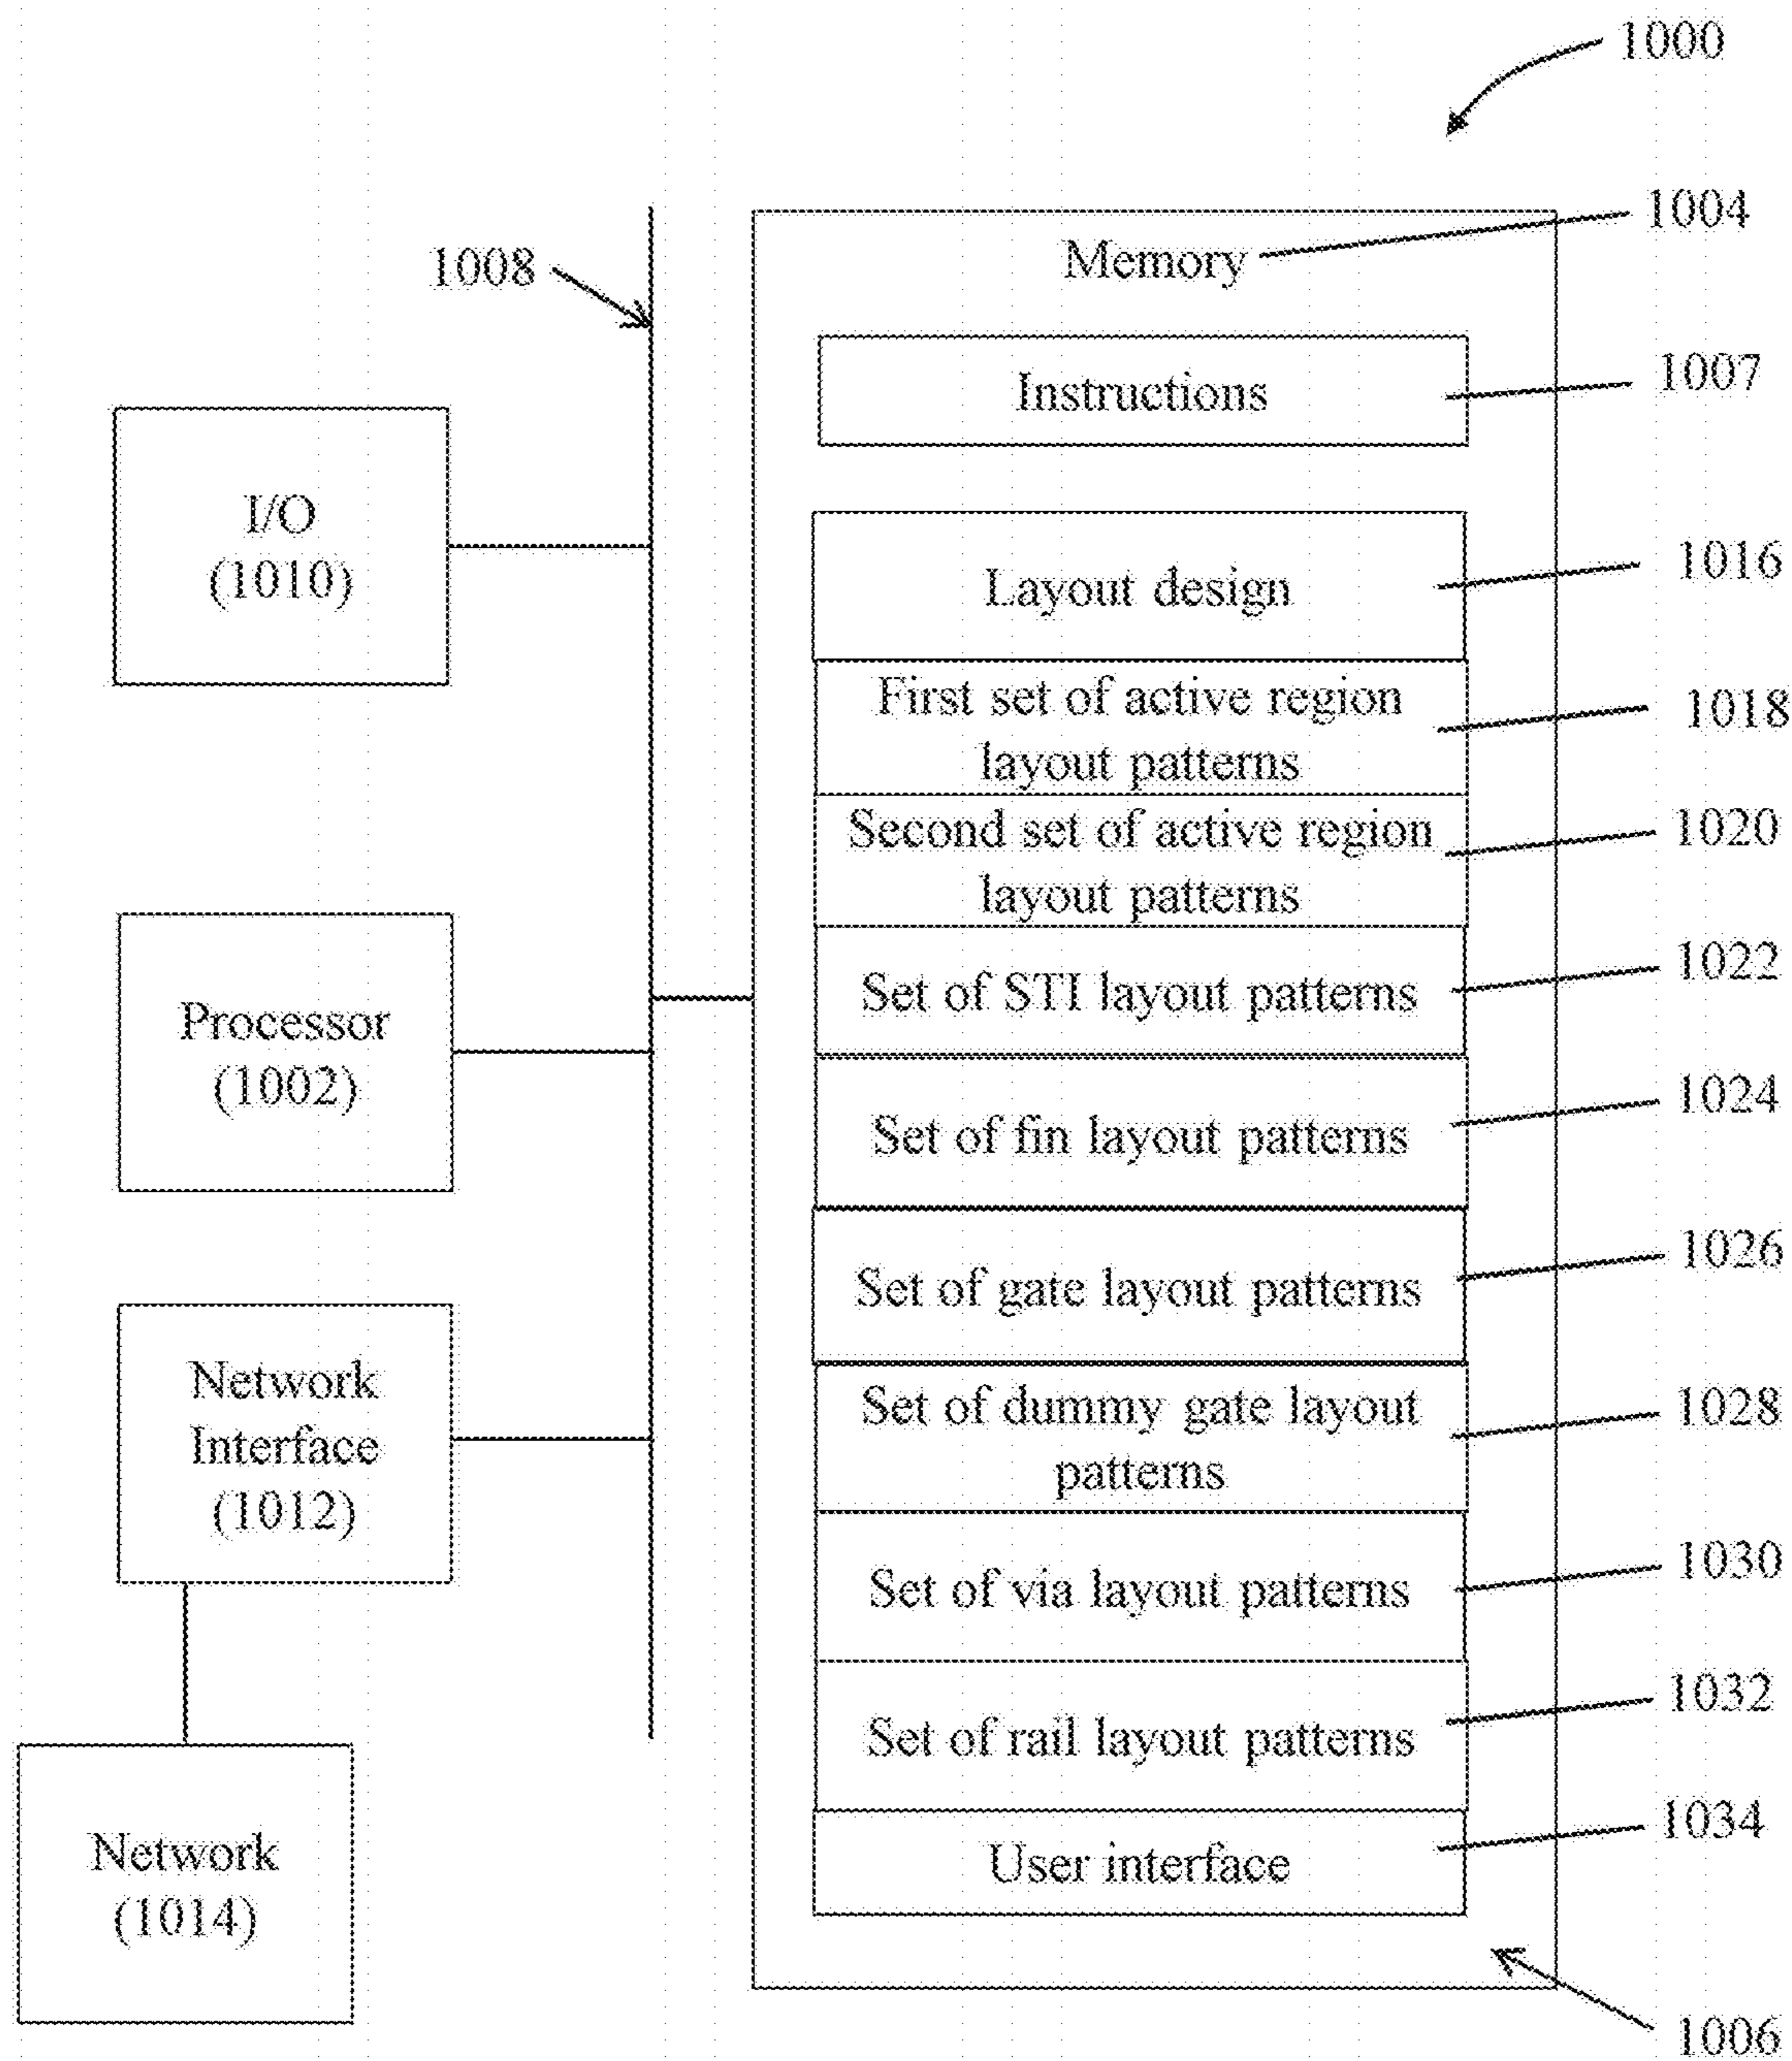 1000
1004
Memory
1008
Instructions
1007
I/O
(1010)
Layout design
1016
First set of active region
layout patterns
1018
Second set of active region
layout patterns
1020
Set of STI layout patterns
1022
Processor
(1002)
Set of fin layout patterns
1024
Set of gate layout patterns
1026
Network
Interface
(1012)
Set of dummy gate layout
patterns
1028
Set of via layout patterns
1030
Set of rail layout patterns
1032
User interface
1034
Network
(1014)
1006